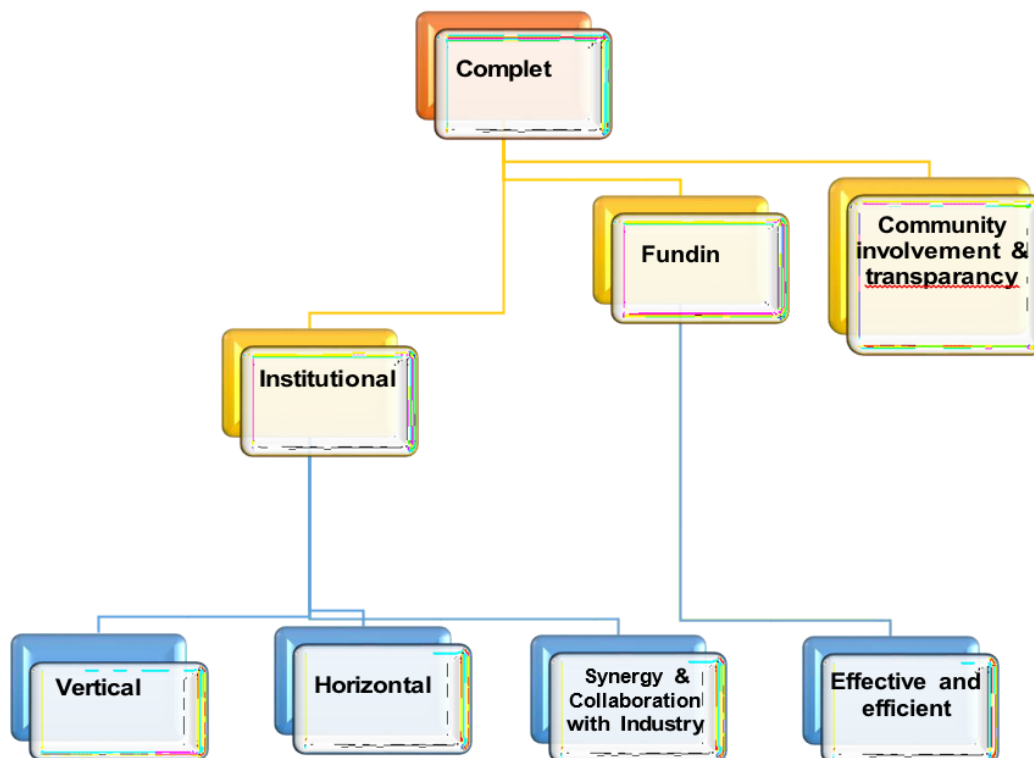 Complet
Community
involvement &
transparancy
Fundin
Institutional
Vertical
Horizontal
Synergy &
Collaboration
with Industry
Effective and
efficient